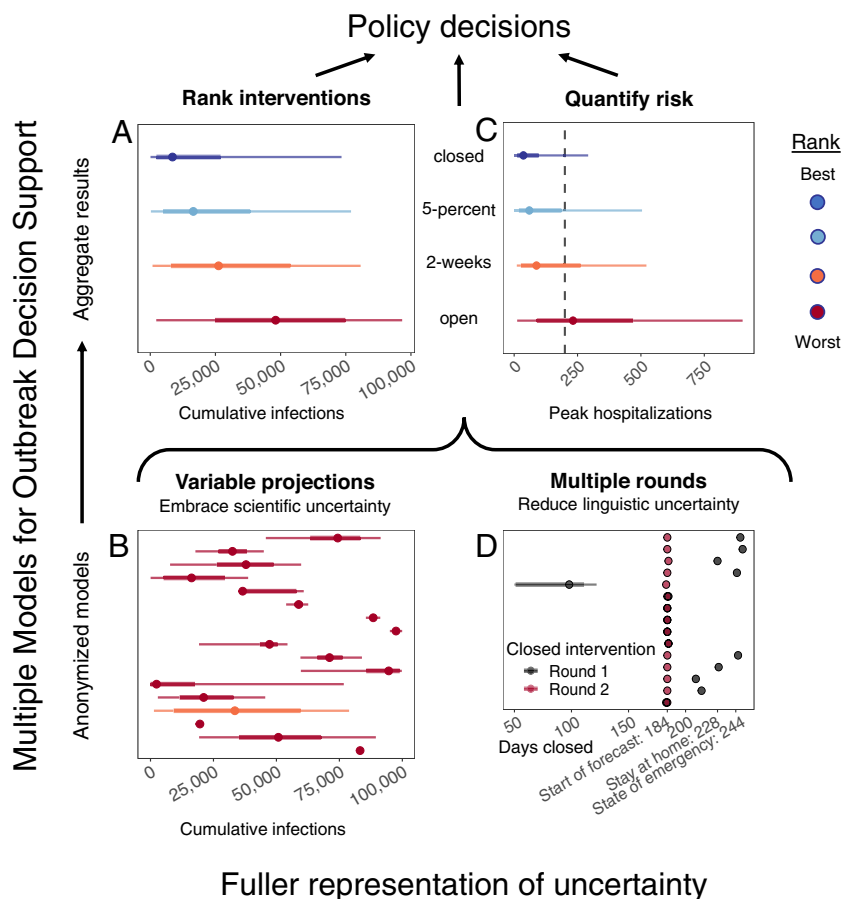 Policy decisions
Rank interventions
Quantify risk
A
C
closed
5-percent
2-weeks
open
0
25,000
50,000
75,000
100,000
Cumulative infections
0
250
500
750
Peak hospitalizations
Rank
Best
Worst
Multiple Models for Outbreak Decision Support
Aggregate results
Anonymized models
Variable projections
Embrace scientific uncertainty
Multiple rounds
Reduce linguistic uncertainty
B
D
0
25,000
50,000
75,000
100,000
Cumulative infections
Closed intervention
Round 1
Round 2
50
100
150
Start of forecast: 184
200
Stay at home: 228
State of emergency: 244
Days closed
Fuller representation of uncertainty